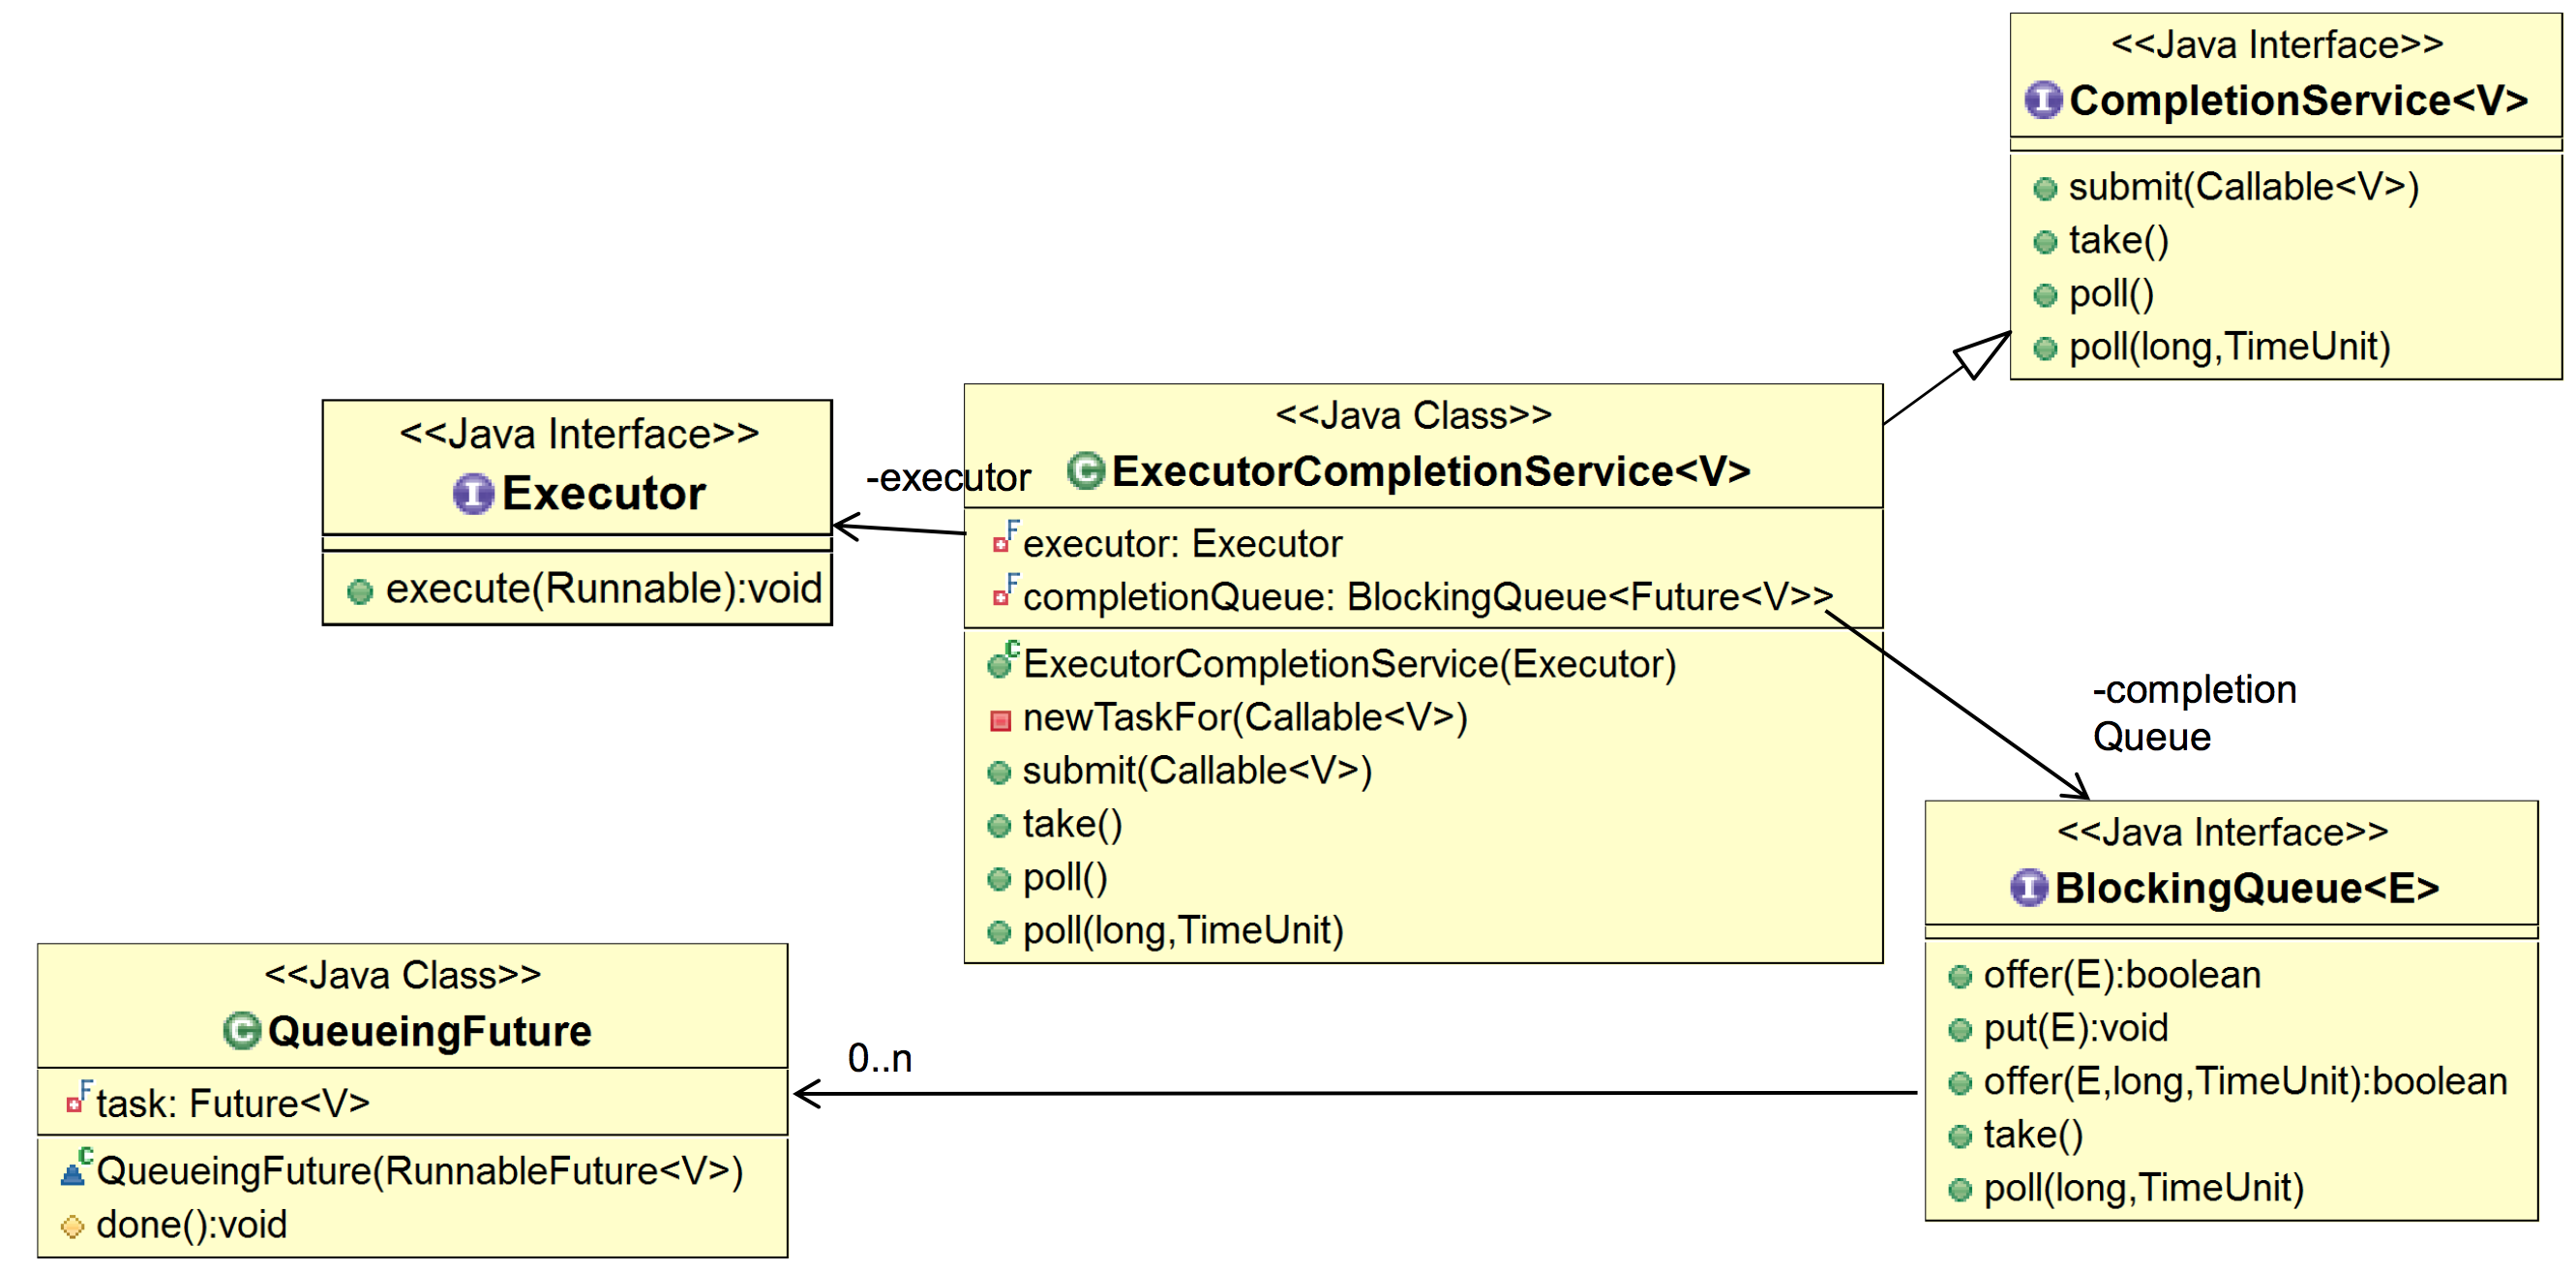 <<Java Interface>>
CompletionService<V>
submit(Callable<V>)
take()
poll()
poll(long,TimeUnit)
<<Java Interface>>
Executor
execute(Runnable):void
-executor
<<Java Class>>
ExecutorCompletionService<V>
executor: Executor
completionQueue: BlockingQueue<Future<V>>
ExecutorCompletionService(Executor)
newTaskFor(Callable<V>)
submit(Callable<V>)
take()
poll()
poll(long,TimeUnit)
-completion
Queue
<<Java Interface>>
BlockingQueue<E>
offer(E):boolean
put(E):void
offer(E,long,TimeUnit):boolean
take()
poll(long,TimeUnit)
0..n
<<Java Class>>
QueueingFuture
task: Future<V>
QueueingFuture(RunnableFuture<V>)
done():void